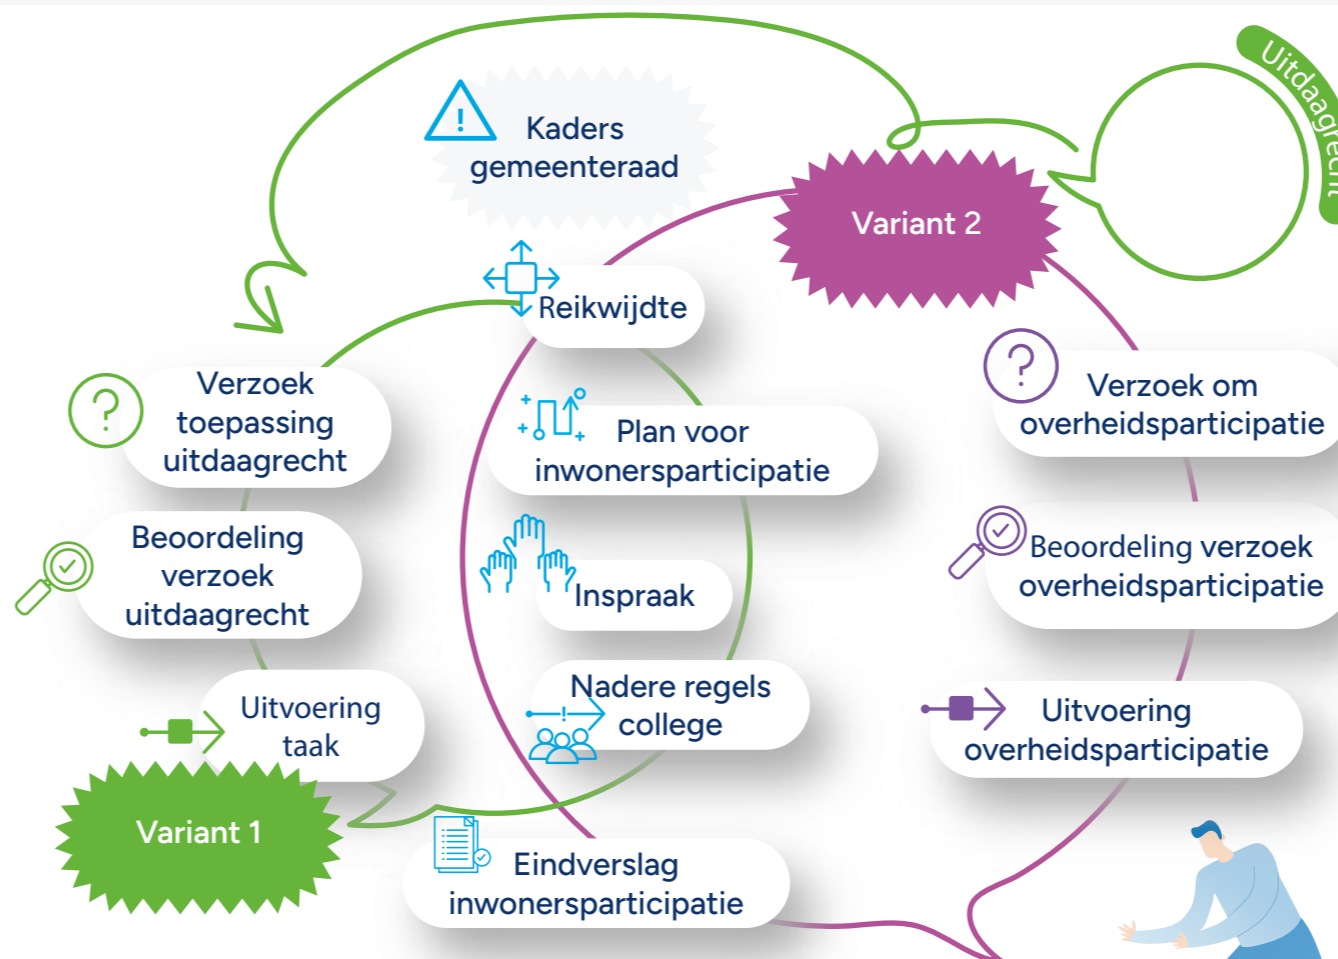 Uitdaagrecht
Kaders
gemeenteraad
Variant 2
Reikwijdte
Verzoek
toepassing
uitdaagrecht
Plan voor
inwonersparticipatie
Verzoek om
overheidsparticipatie
Beoordeling
verzoek
uitdaagrecht
Inspraak
Beoordeling verzoek
overheidsparticipatie
Uitvoering
taak
Nadere regels
college
Uitvoering
overheidsparticipatie
Variant 1
Eindverslag
inwonersparticipatie